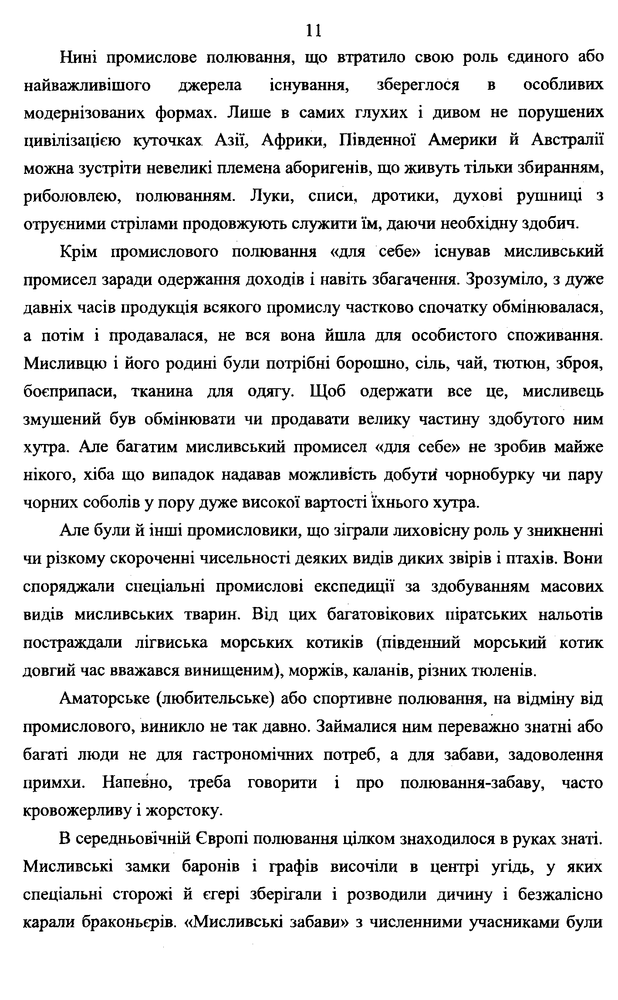 11
Нині промислове полювання, що втратило свою роль єдиного або
найважливішого джерела існування, збереглося в особливих
модернізованих формах. Лише в самих глухих і дивом не порушених
цивілізацією куточках Азії, Африки, Південної Америки й Австралії
можна зустріти невеликі племена аборигенів, що живуть тільки збиранням,
риболовлею, полюванням. Луки, списи, дротики, духові рушниці з
отруєними стрілами продовжують служити їм, даючи необхідну здобич.
Крім промислового полювання «для себе» існував мисливський
промисел заради одержання доходів і навіть збагачення. Зрозуміло, з дуже
давніх часів продукція всякого промислу частково спочатку обмінювалася,
а потім і продавалася, не вся вона йшла для особистого споживання.
Мисливцю і його родині були потрібні борошно, сіль, чай, тютюн, зброя,
боєприпаси, тканина для одягу. Щоб одержати все це, мисливець
змушений був обмінювати чи продавати велику частину здобутого ним
хутра. Але багатим мисливський промисел «для себе» не зробив майже
нікого, хіба що випадок надавав можливість добути чорнобурку чи пару
чорних соболів у пору дуже високої вартості їхнього хутра.
Але були й інші промисловики, що зіграли лиховісну роль у зникненні
чи різкому скороченні чисельності деяких видів диких звірів і птахів. Вони
споряджали спеціальні промислові експедиції за здобуванням масових
видів мисливських тварин. Від цих багатовікових піратських нальотів
постраждали лігвиська морських котиків (південний морський котик
довгий час вважався винищеним), моржів, каланів, різних тюленів.
Аматорське (любительське) або спортивне полювання, на відміну від
промислового, виникло не так давно. Займалися ним переважно знатні або
багаті люди не для гастрономічних потреб, а для забави, задоволення
примхи. Напевно, треба говорити і про полювання-забаву, часто
кровожерливу і жорстоку.
В середньовічній Європі полювання цілком знаходилося в руках знаті.
Мисливські замки баронів і графів височіли в центрі угідь, у яких
спеціальні сторожі й єгері зберігали і розводили дичину і безжалісно
карали браконьєрів. «Мисливські забави» з численними учасниками були